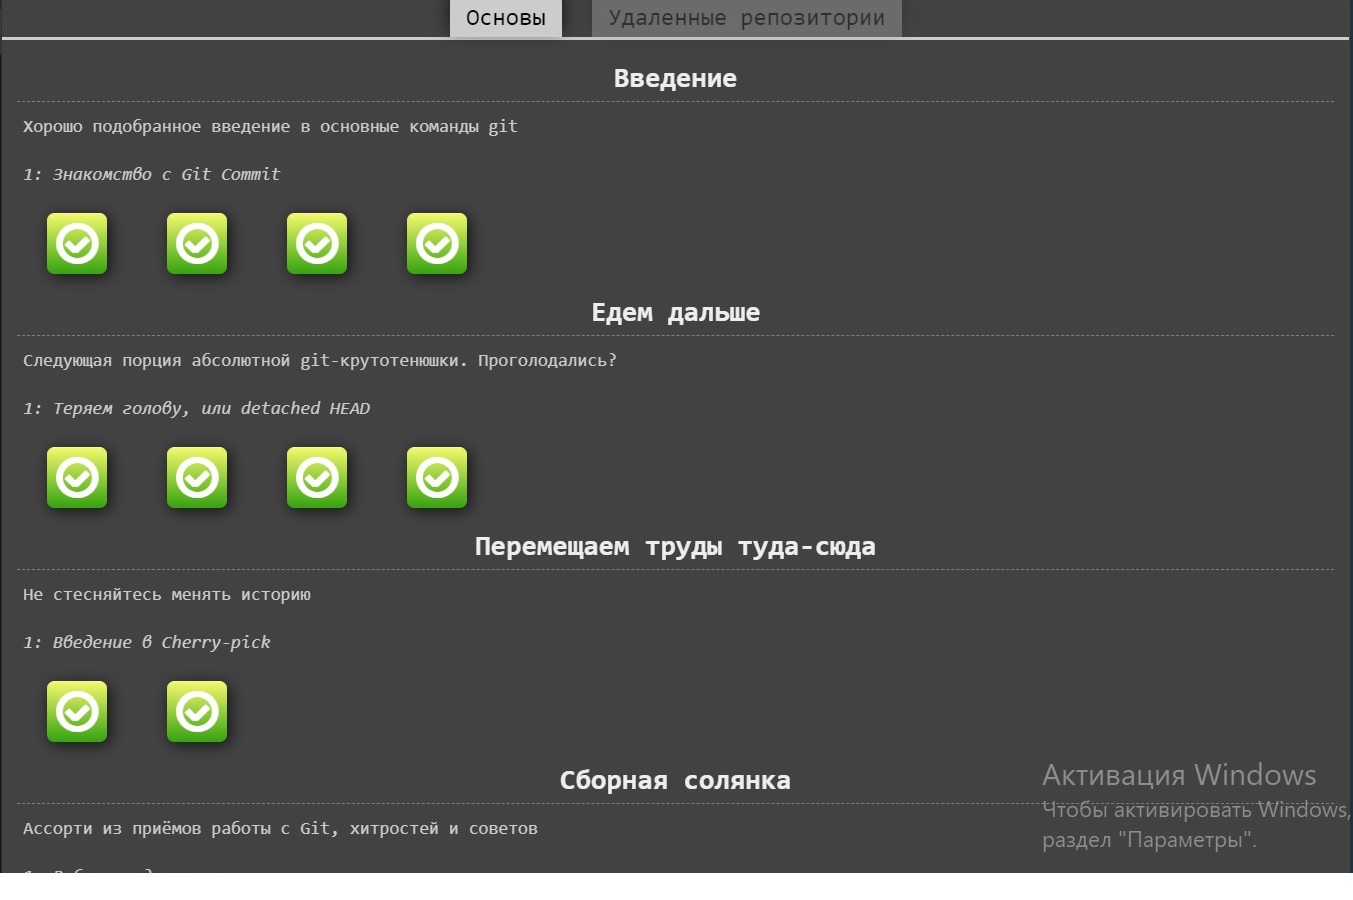 Основы
Удаленные репозитории
Введение
Хорошо подобранное введение в основные команды git
1: Знакомство с Git Commit
Едем дальше
Следующая порция абсолютной git-крутотенюшки. Проголодались?
1: Теряем голову, или detached HEAD
Перемещаем труды туда-сюда
Не стесняйтесь менять историю
1: Введение в Cherry-pick
Сборная солянка
Ассорти из приёмов работы с Git, хитростей и советов
Активация Windows
Чтобы активировать Windows,
раздел "Параметры".